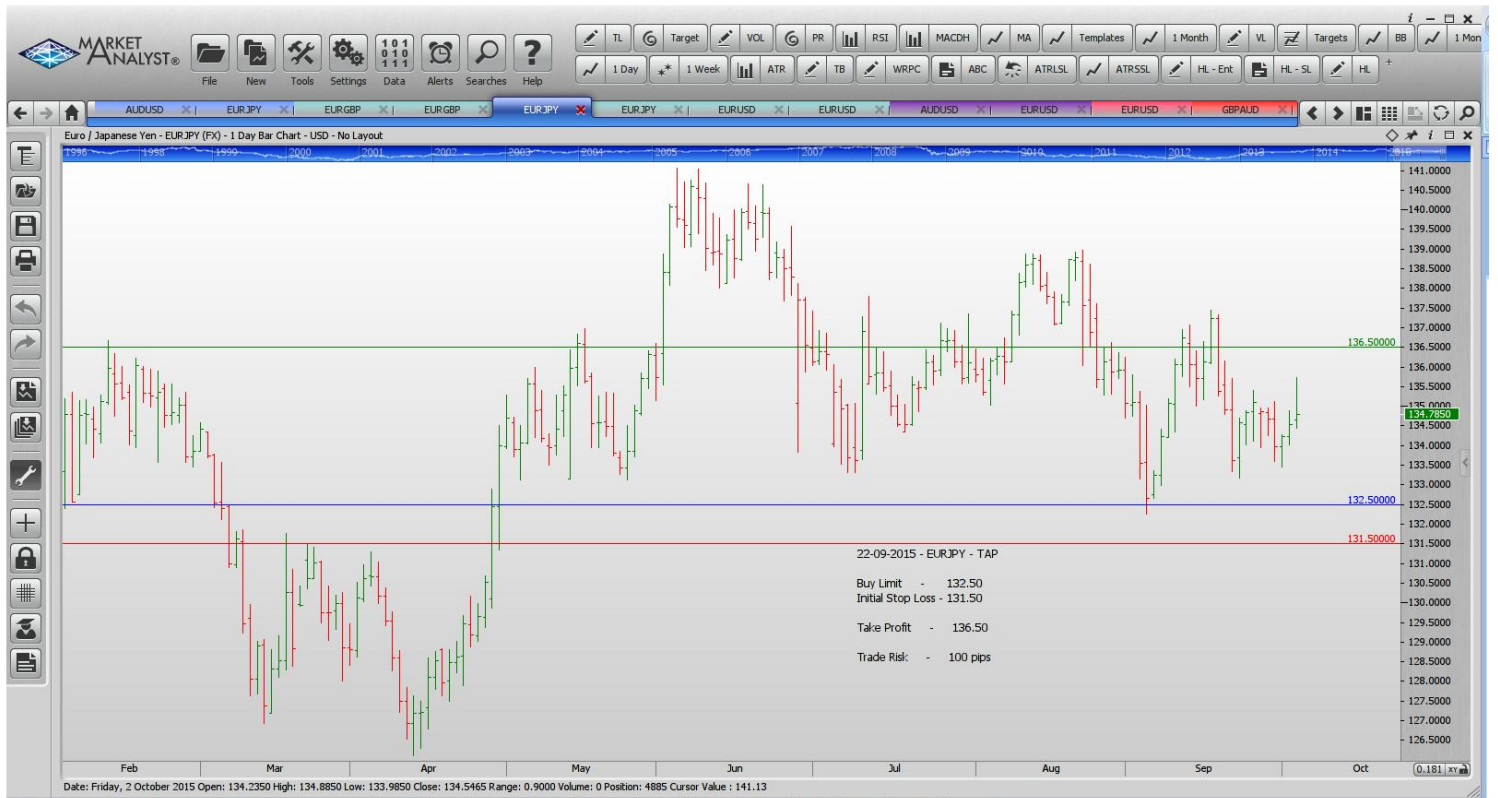 i
MARKET ANALYST®
File New Tools Settings Data Alerts Searches Help
101 010 111
TL Target VOL PR RSI MACDH MA Templates 1 Month VL Targets BB 1 Mon
1 Day 1 Week ATR TB WRPC ABC ATRLSL ATRSSL HL - Ent HL - SL HL +
AUDUSD EURJPY EURGBP EURGBP EURJPY EURJPY EURUSD EURUSD AUDUSD EURUSD EURUSD GBPAUD
Euro / Japanese Yen - EURJPY (FX) - 1 Day Bar Chart - USD - No Layout
i
1996 1998 1999 2000 2001 2002 2003 2004 2005 2006 2007 2008 2009 2010 2011 2012 2013 2014
141.0000
140.5000
140.0000
139.5000
139.0000
138.5000
138.0000
137.5000
137.0000
136.50000
136.5000
136.0000
135.5000
135.0000
134.7850
134.5000
134.0000
133.5000
133.0000
132.50000
132.5000
132.0000
131.50000
131.5000
131.0000
130.5000
130.0000
129.5000
129.0000
128.5000
128.0000
127.5000
127.0000
126.5000
22-09-2015 - EURJPY - TAP
Buy Limit - 132.50
Initial Stop Loss - 131.50
Take Profit - 136.50
Trade Risk - 100 pips
Feb Mar Apr May Jun Jul Aug Sep Oct
0.181 XY
Date: Friday, 2 October 2015 Open: 134.2350 High: 134.8850 Low: 133.9850 Close: 134.5465 Range: 0.9000 Volume: 0 Position: 4885 Cursor Value : 141.13